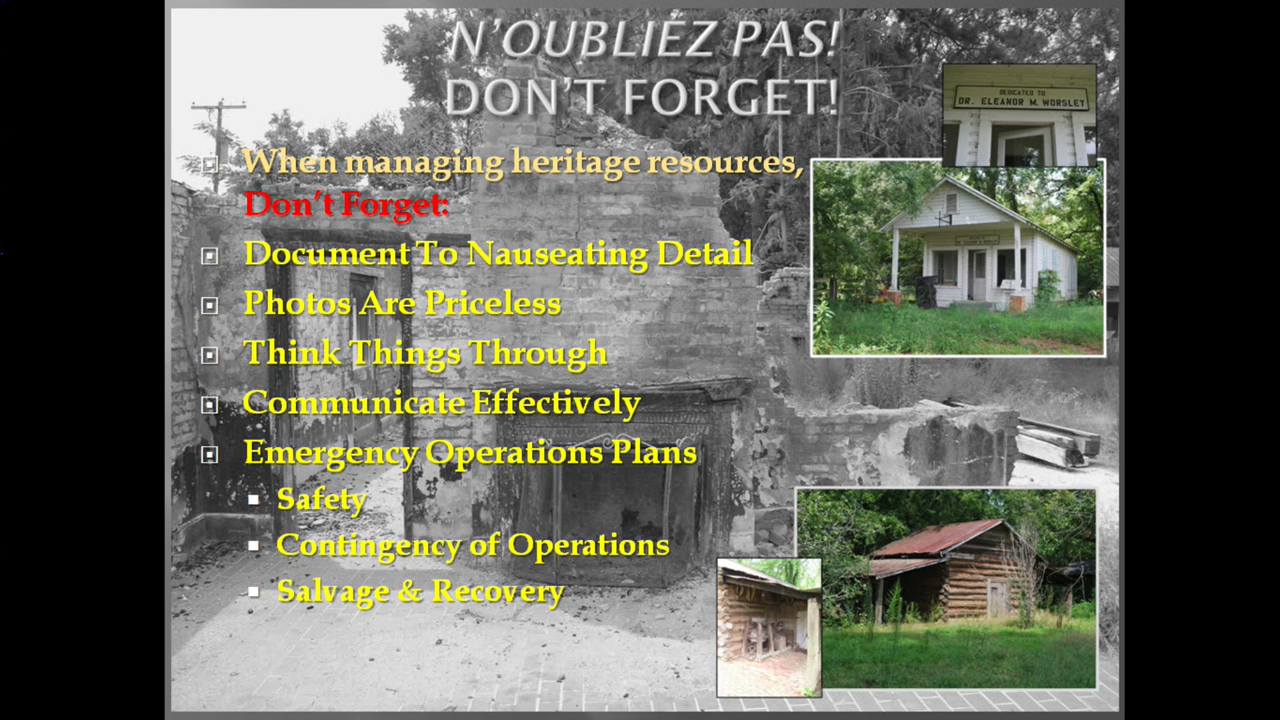 N'OUBLIÉZ PAS!
DON'T FORGET!
DEDICATED TO
DR. ELEANOR M. WORSLEY
When managing heritage resources,
Don't Forget:
Document To Nauseating Detail
Photos Are Priceless
Think Things Through
Communicate Effectively
Emergency Operations Plans
Safety
Contingency of Operations
Salvage & Recovery